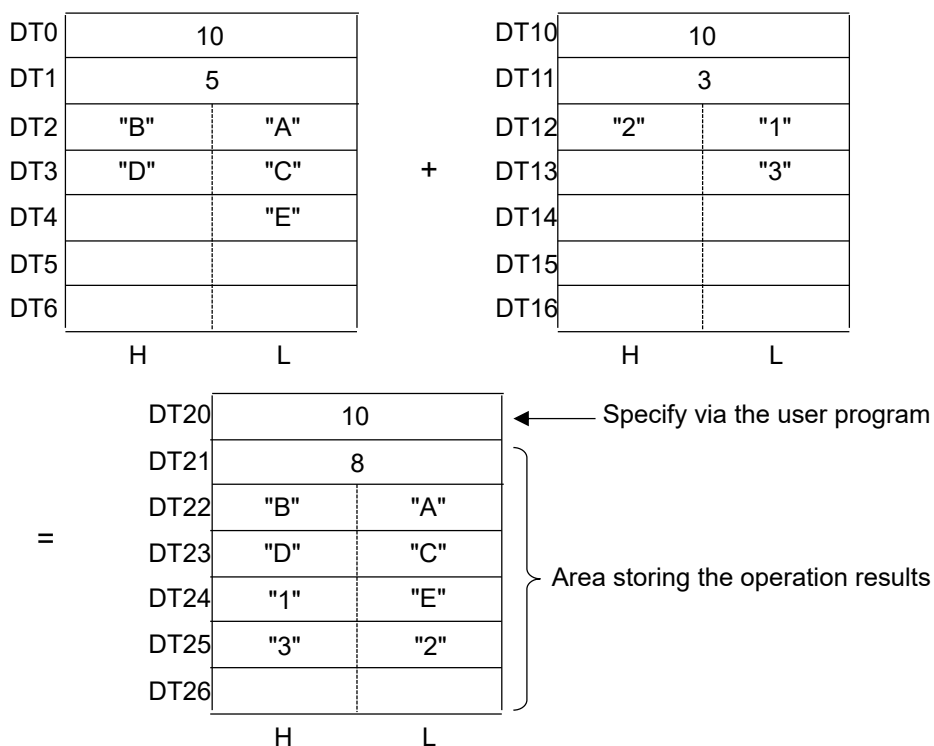 DT0 10
DT1 5
DT2 "B" "A"
DT3 "D" "C"
DT4 "E"
DT5
DT6
H L
+
DT10 10
DT11 3
DT12 "2" "1"
DT13 "3"
DT14
DT15
DT16
H L
=
DT20 10 Specify via the user program
DT21 8
DT22 "B" "A"
DT23 "D" "C"
DT24 "1" "E"
DT25 "3" "2"
DT26
Area storing the operation results
H L